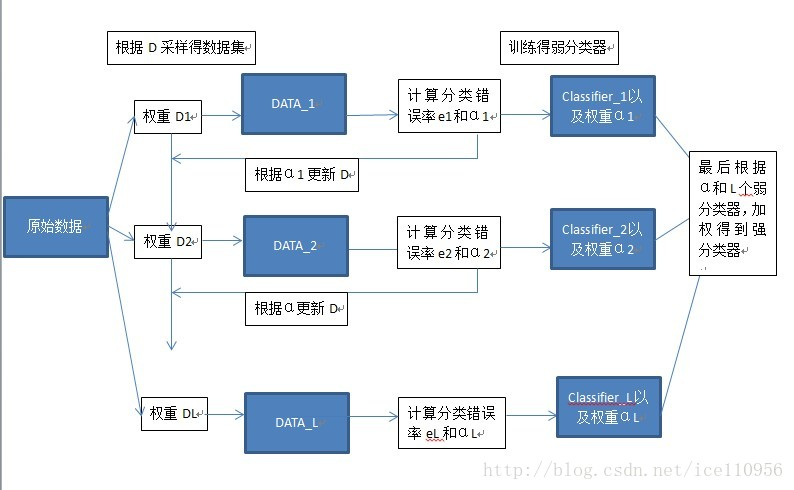 根据 D 采样得数据集
训练得弱分类器
权重 D1
DATA_1
计算分类错
误率e1和α1
Classifier_1以
及权重α1
根据α1 更新 D
最后根据
α和L个弱
分类器，加
权得到强
分类器
原始数据
权重 D2
DATA_2
计算分类错
误率e2和α2
Classifier_2以
及权重α2
根据α更新 D
权重 DL
DATA_L
计算分类错误
率 eL 和αL
Classifier_L以
及权重αL
http://blog.csdn.net/ice110956